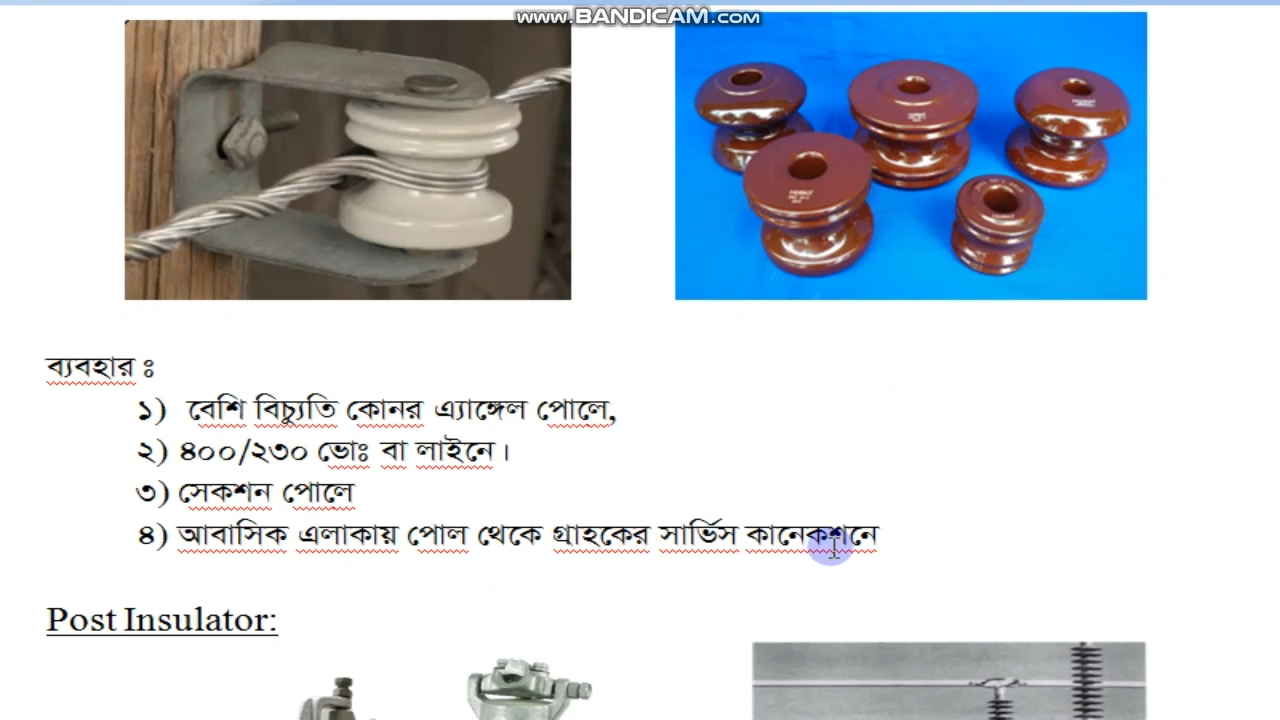 www.BANDICAM.com
ব্যবহার ঃ
১) বেশি বিচ্যুতি কোনর এ্যাঙ্গেল পোলে,
২) ৪০০/২৩০ ভোঃ বা লাইনে।
৩) সেকশন পোলে
৪) আবাসিক এলাকায় পোল থেকে গ্রাহকের সার্ভিস কানেকশনে
Post Insulator: